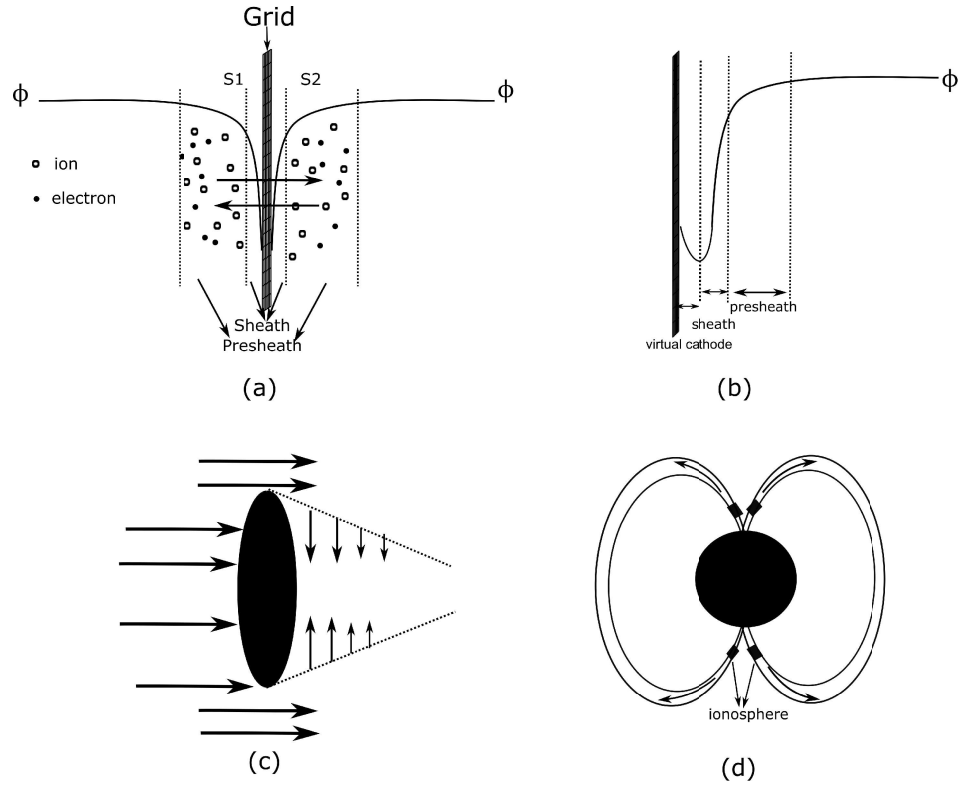 Grid
S1 S2
ϕ ϕ
ion
electron
Sheath
Presheath
(a)
ϕ
presheath
sheath
virtual cathode
(b)
(c)
ionosphere
(d)